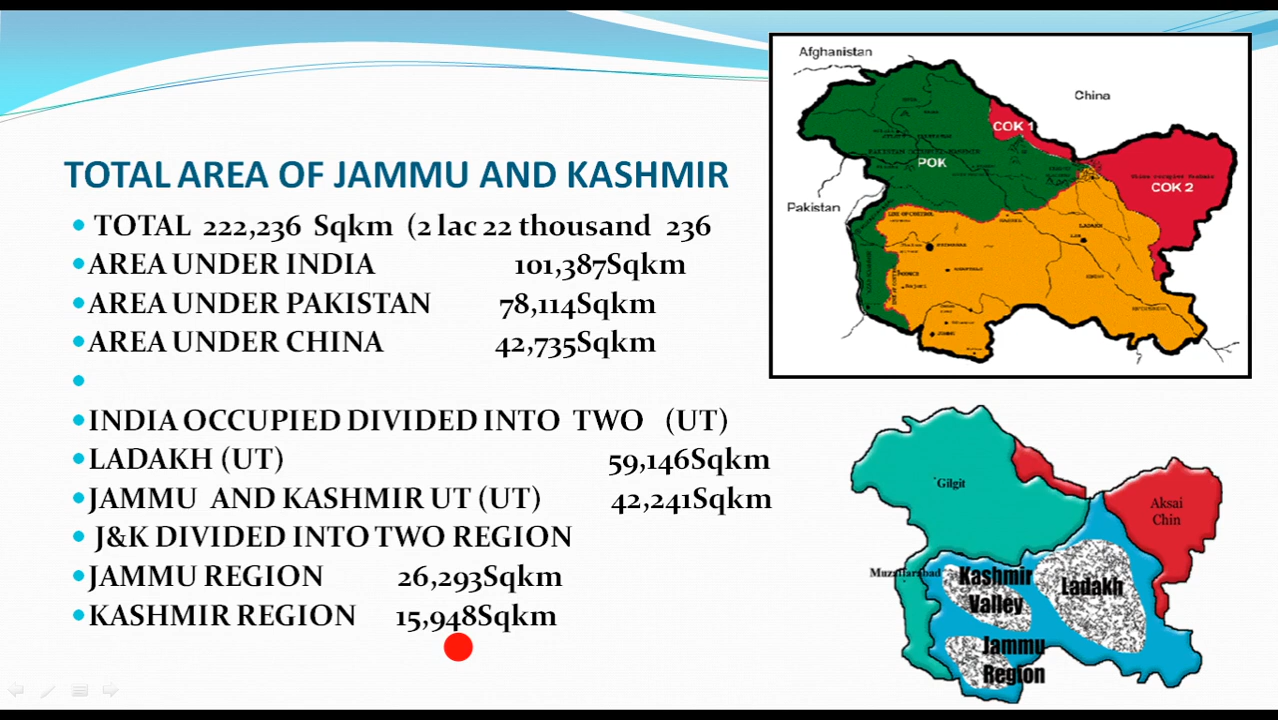 TOTAL AREA OF JAMMU AND KASHMIR
TOTAL 222,236 Sqkm (2 lac 22 thousand 236
AREA UNDER INDIA 101,387Sqkm
AREA UNDER PAKISTAN 78,114Sqkm
AREA UNDER CHINA 42,735Sqkm
INDIA OCCUPIED DIVIDED INTO TWO (UT)
LADAKH (UT) 59,146Sqkm
JAMMU AND KASHMIR UT (UT) 42,241Sqkm
J&K DIVIDED INTO TWO REGION
JAMMU REGION 26,293Sqkm
KASHMIR REGION 15,948Sqkm
Afghanistan
China
COK 1
POK
COK 2
Pakistan
LINE OF CONTROL
LADAKH
Gilgit
Aksai
Chin
Muzaffarabad
Kashmir
Valley
Ladakh
Jammu
Region